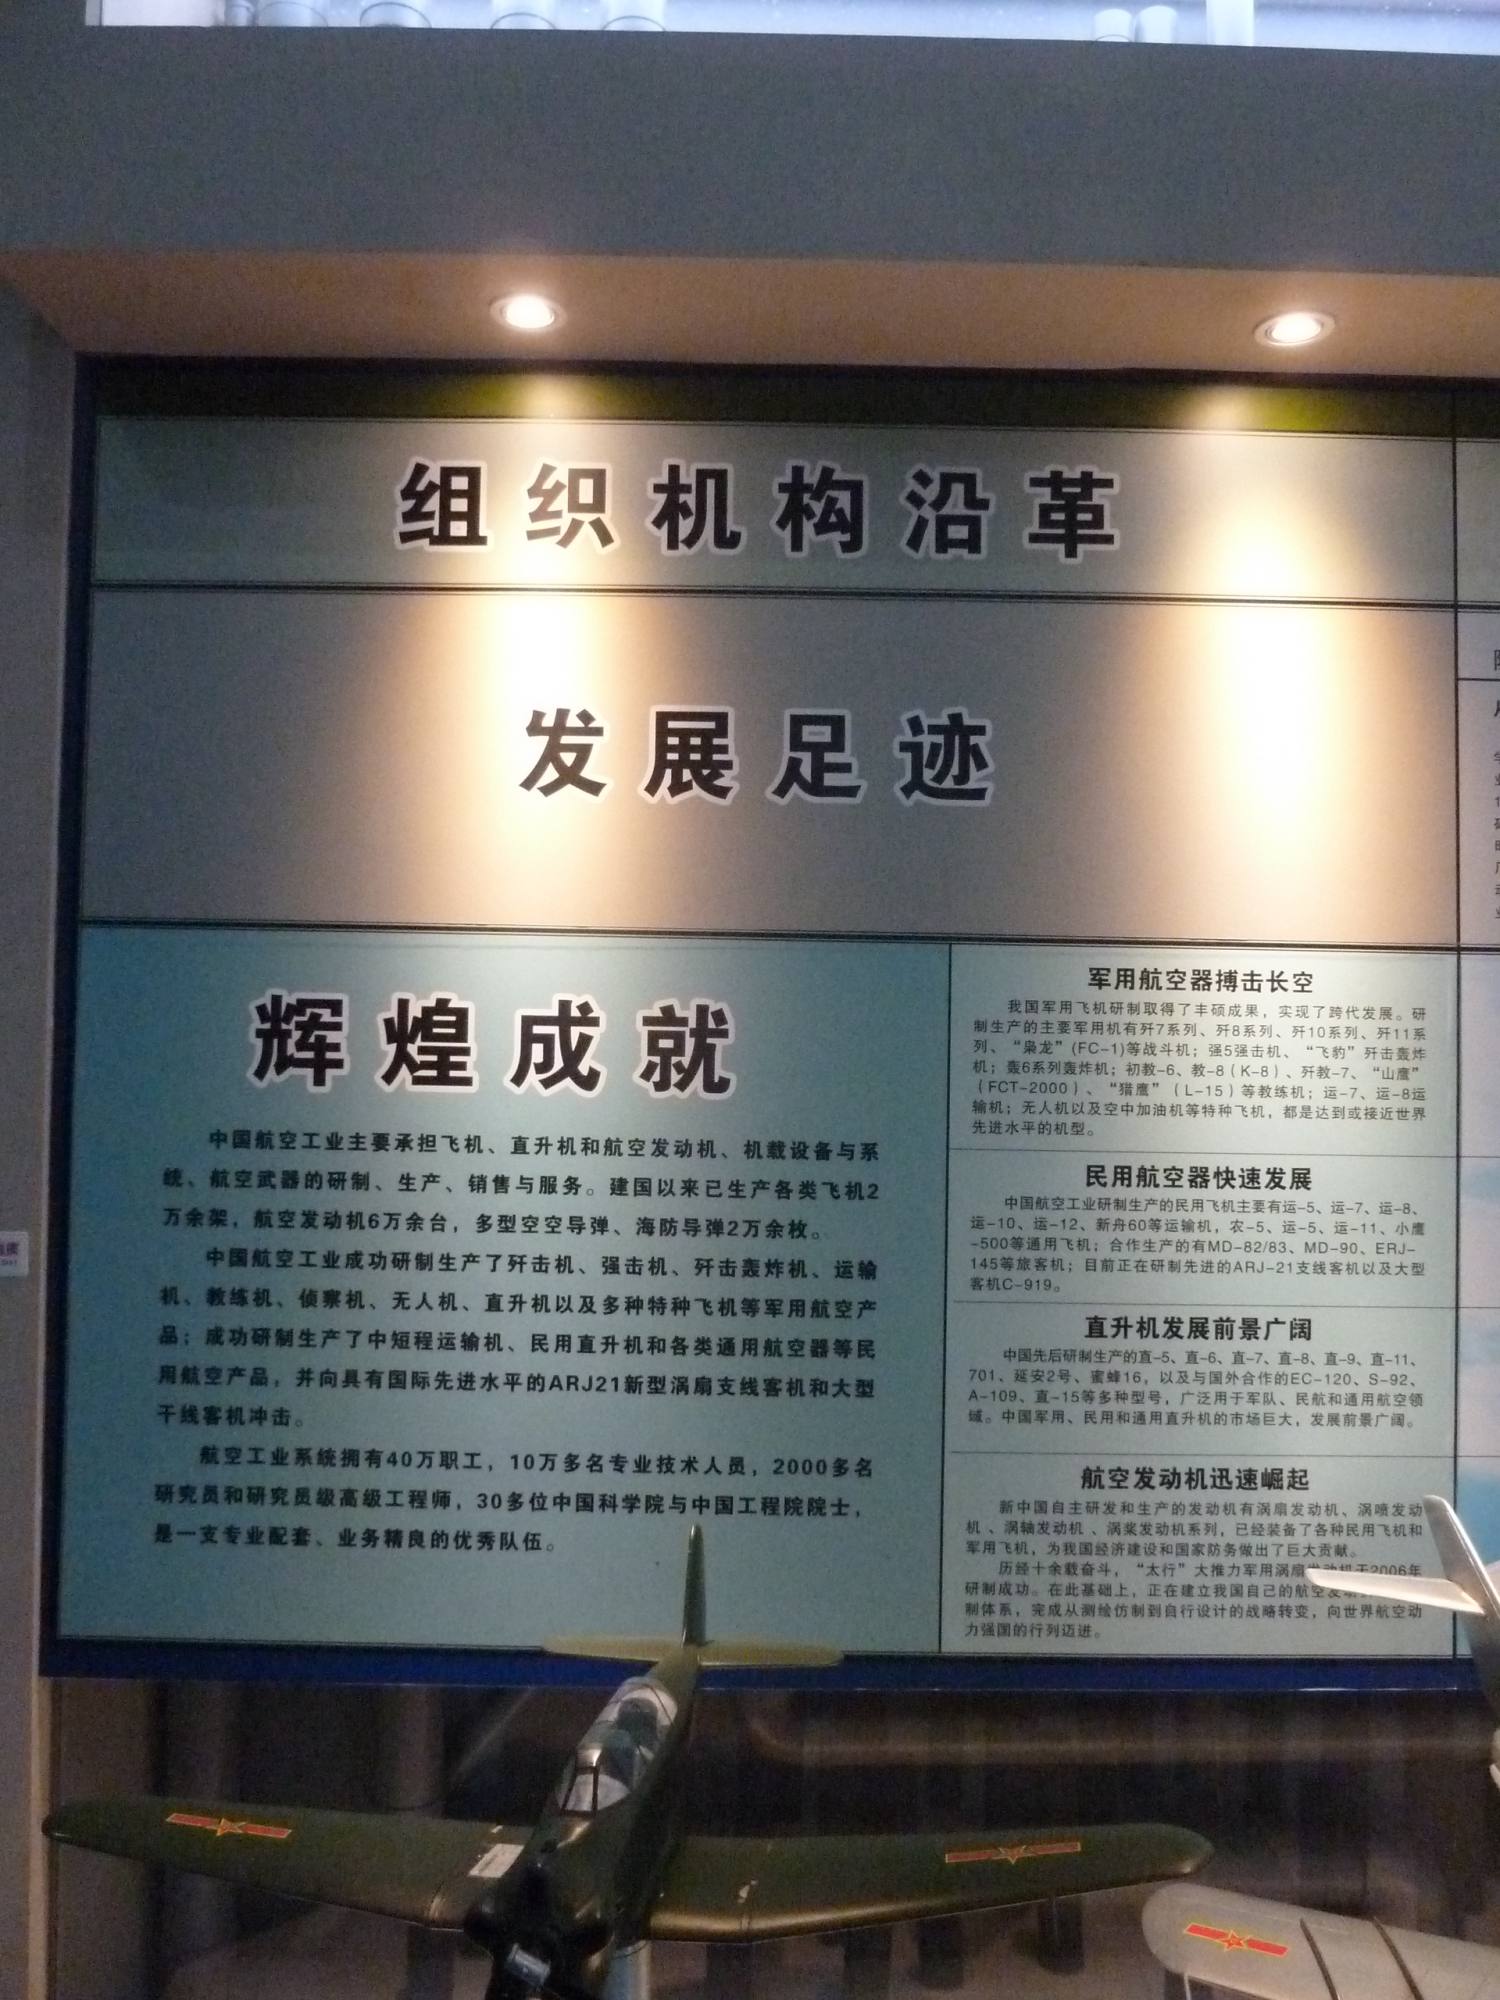 组织机构沿革
发展足迹
辉煌成就
中国航空工业主要承担飞机、直升机和航空发动机、机载设备与系
统、航空武器的研制、生产、销售与服务。建国以来已生产各类飞机2
万余架，航空发动机6万余台，多型空空导弹、海防导弹2万余枚。
中国航空工业成功研制生产了歼击机、强击机、歼击轰炸机、运输
机、教练机、侦察机、无人机、直升机以及多种特种飞机等军用航空产
品；成功研制生产了中短程运输机、民用直升机和各类通用航空器等民
用航空产品，并向具有国际先进水平的ARJ21新型涡扇支线客机和大型
干线客机冲击。
航空工业系统拥有40万职工，10万多名专业技术人员，2000多名
研究员和研究员级高级工程师，30多位中国科学院与中国工程院院士，
是一支专业配套、业务精良的优秀队伍。
军用航空器搏击长空
我国军用飞机研制取得了丰硕成果，实现了跨代发展。研
制生产的主要军用机有歼7系列、歼8系列、歼10系列、歼11系
列、“枭龙”(FC-1)等战斗机；强5强击机、“飞豹”歼击轰炸
机；轰6系列轰炸机；初教-6、教-8（K-8）、歼教-7、“山鹰”
（FCT-2000）、“猎鹰”（L-15）等教练机；运-7、运-8运
输机；无人机以及空中加油机等特种飞机，都是达到或接近世界
先进水平的机型。
民用航空器快速发展
中国航空工业研制生产的民用飞机主要有运-5、运-7、运-8、
运-10、运-12、新舟60等运输机，农-5、运-5、运-11、小鹰
-500等通用飞机；合作生产的有MD-82/83、MD-90、ERJ-
145等旅客机；目前正在研制先进的ARJ-21支线客机以及大型
客机C-919。
直升机发展前景广阔
中国先后研制生产的直-5、直-6、直-7、直-8、直-9、直-11、
701、延安2号、蜜蜂16，以及与国外合作的EC-120、S-92、
A-109、直-15等多种型号，广泛用于军队、民航和通用航空领
域。中国军用、民用和通用直升机的市场巨大，发展前景广阔。
航空发动机迅速崛起
新中国自主研发和生产的发动机有涡扇发动机、涡喷发动
机、涡轴发动机、涡桨发动机系列，已经装备了各种民用飞机和
军用飞机，为我国经济建设和国家防务做出了巨大贡献。
历经十余载奋斗，“太行”大推力军用涡扇发动机于2006年
研制成功。在此基础上，正在建立我国自己的航空发动
制体系，完成从测绘仿制到自行设计的战略转变，向世界航空动
力强国的行列迈进。